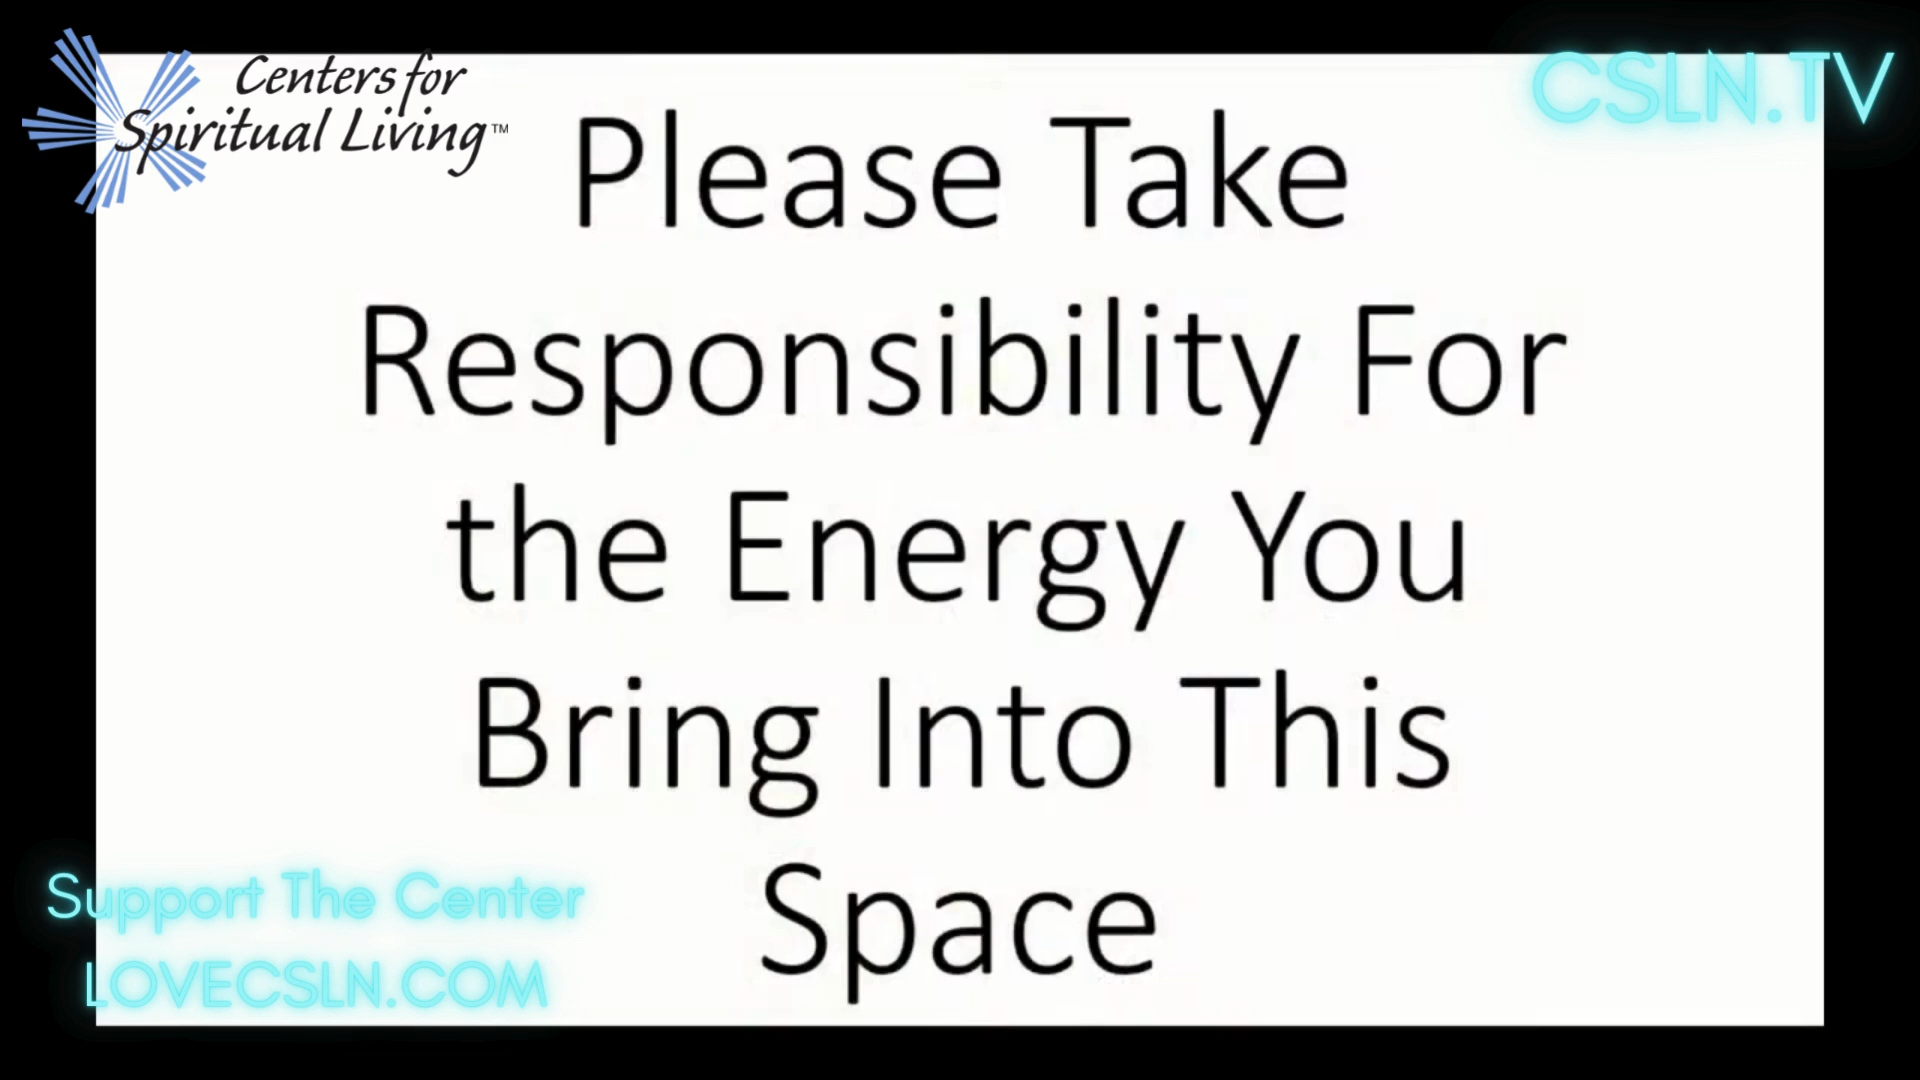 Centers for
Spiritual Living™
CSLN.TV
Please Take
Responsibility For
the Energy You
Bring Into This
Space
Support The Center
LOVECSLN.COM